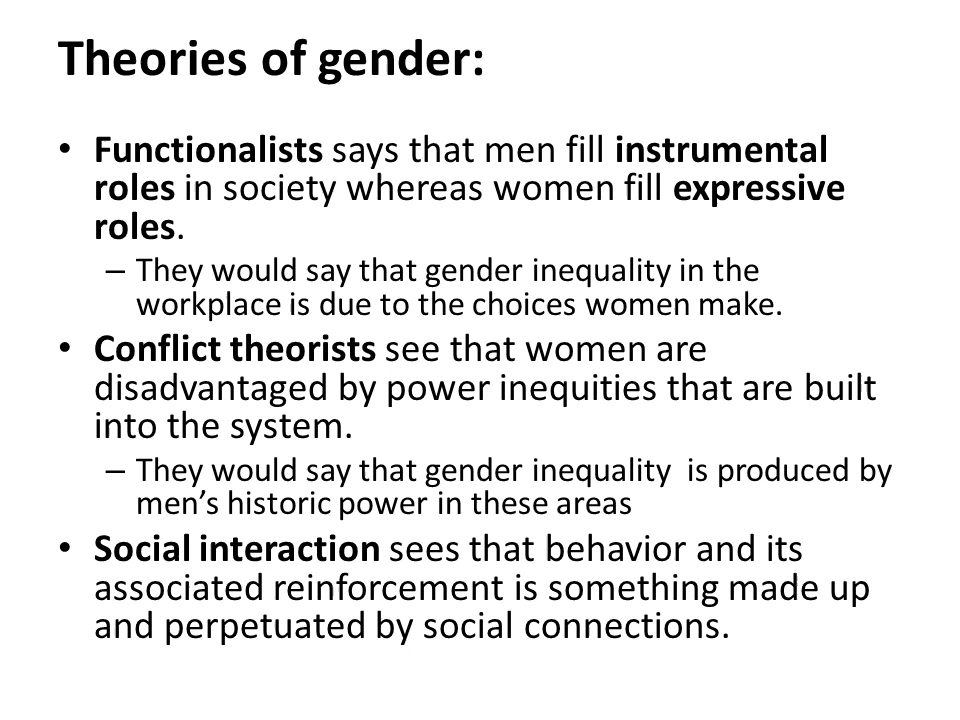 Theories of gender:
• Functionalists says that men fill instrumental
roles in society whereas women fill expressive
roles.
– They would say that gender inequality in the
workplace is due to the choices women make.
• Conflict theorists see that women are
disadvantaged by power inequities that are built
into the system.
– They would say that gender inequality  is produced by
men’s historic power in these areas
• Social interaction sees that behavior and its
associated reinforcement is something made up
and perpetuated by social connections.